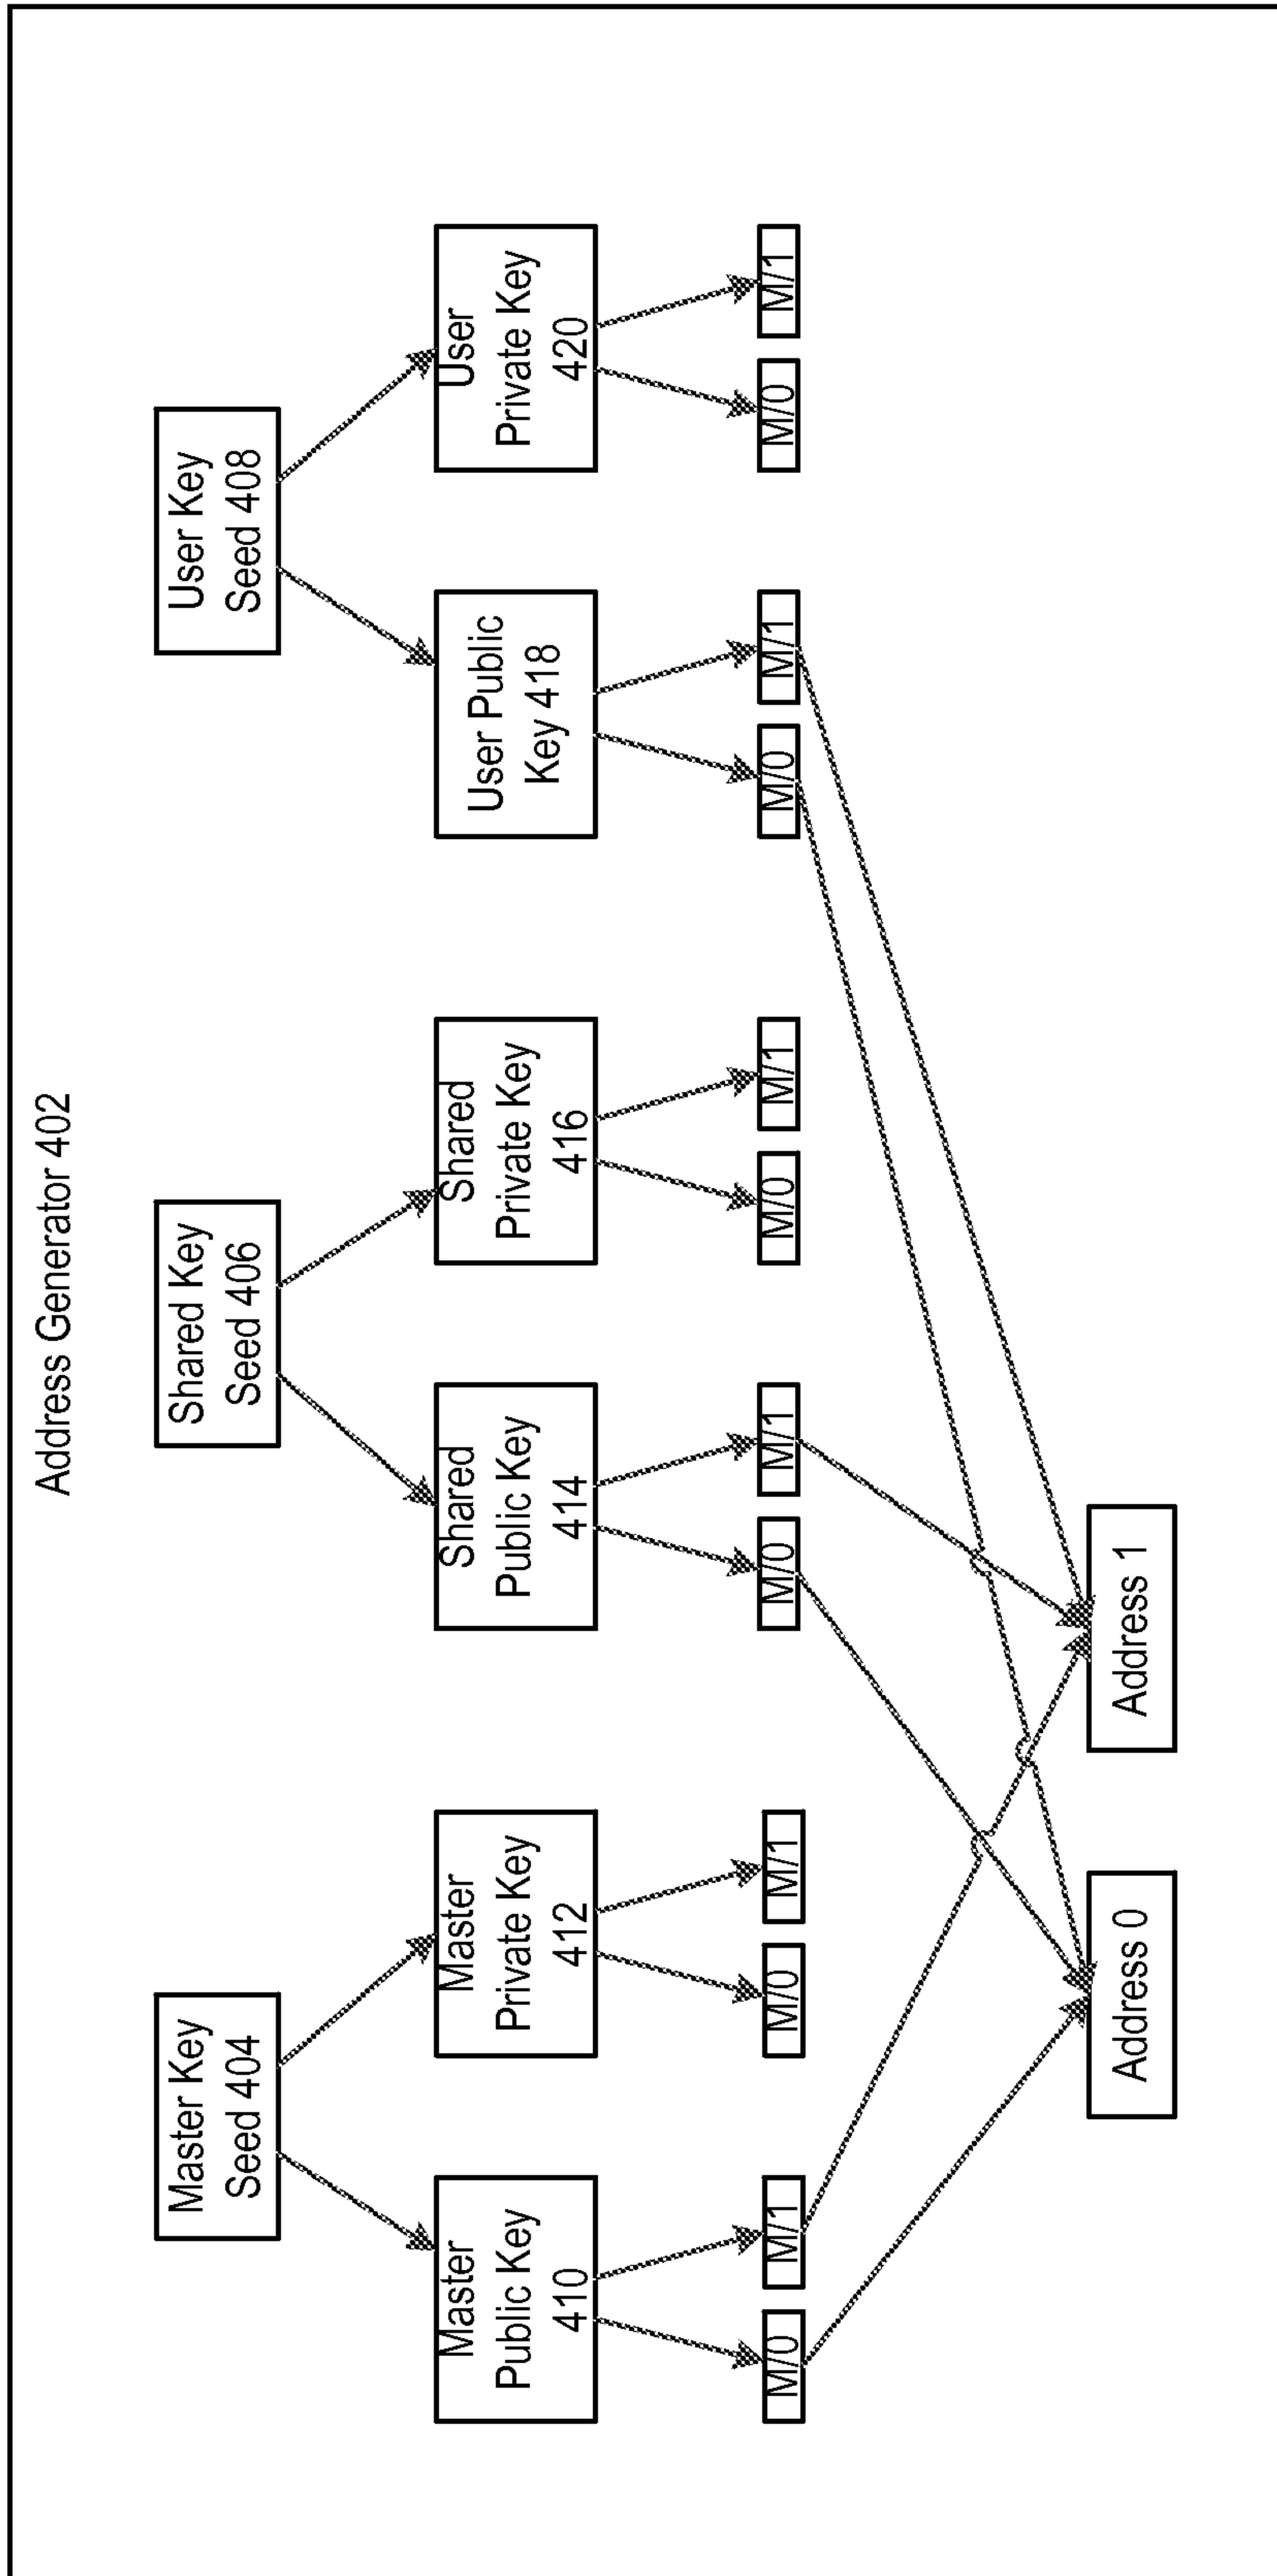 Address Generator 402
Master Key
Seed 404
Shared Key
Seed 406
User Key
Seed 408
Master
Public Key
410
Master
Private Key
412
Shared
Public Key
414
Shared
Private Key
416
User Public
Key 418
User
Private Key
420
M/0
M/1
M/0
M/1
M/0
M/1
M/0
M/1
M/0
M/1
M/0
M/1
Address 0
Address 1